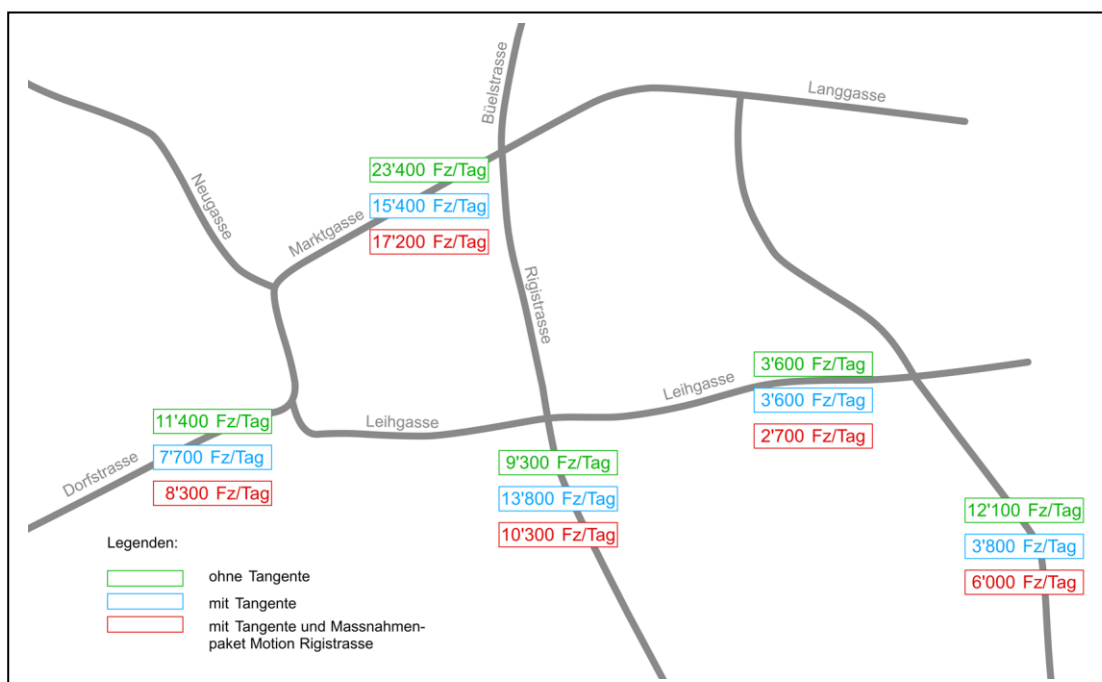 Büelstrasse
Langgasse
23'400 Fz/Tag
15'400 Fz/Tag
17'200 Fz/Tag
Neugasse
Marktgasse
Rigistrasse
3'600 Fz/Tag
3'600 Fz/Tag
2'700 Fz/Tag
Leihgasse
Leihgasse
11'400 Fz/Tag
7'700 Fz/Tag
8'300 Fz/Tag
Dorfstrasse
9'300 Fz/Tag
13'800 Fz/Tag
10'300 Fz/Tag
12'100 Fz/Tag
3'800 Fz/Tag
6'000 Fz/Tag
Legenden:
ohne Tangente
mit Tangente
mit Tangente und Massnahmen-
paket Motion Rigistrasse